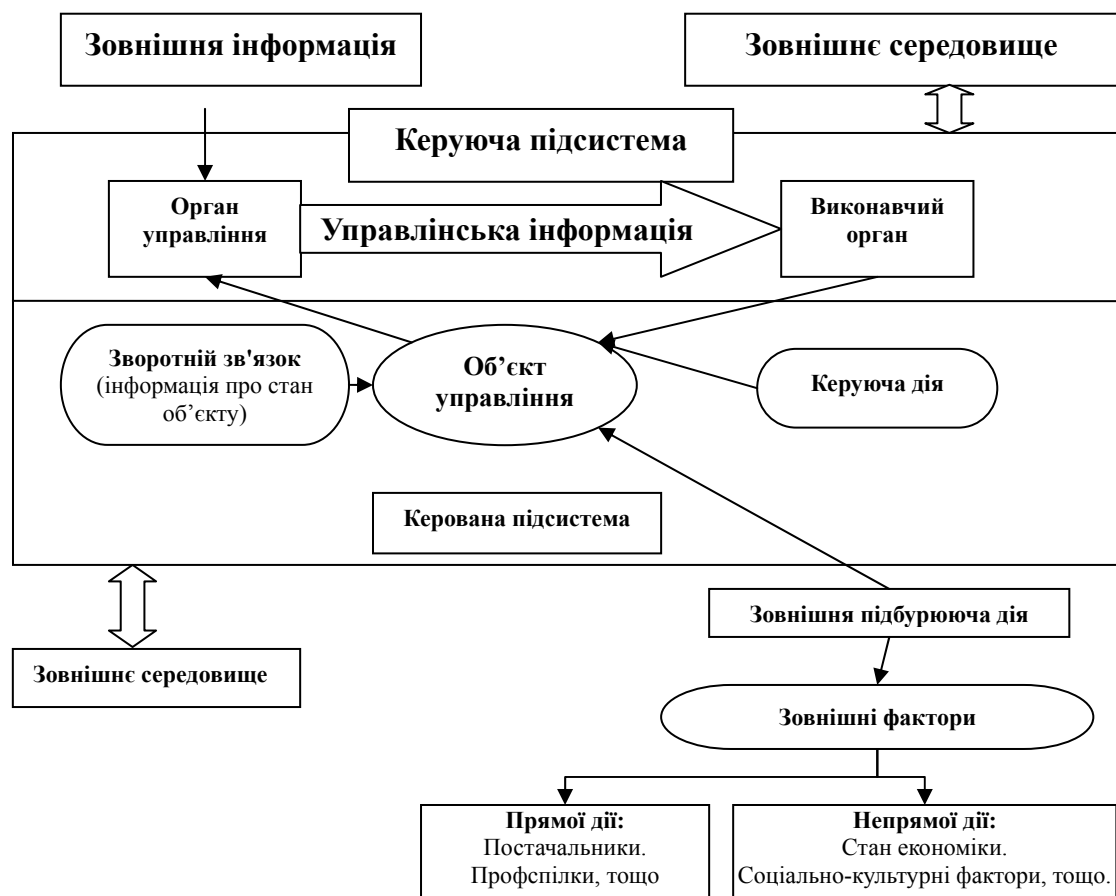 Зовнішня інформація
Зовнішнє середовище
Керуюча підсистема
Орган
управління
Управлінська інформація
Виконавчий
орган
Зворотній зв'язок
(інформація про стан
об’єкту)
Об’єкт
управління
Керуюча дія
Керована підсистема
Зовнішня підбурююча дія
Зовнішнє середовище
Зовнішні фактори
Прямої дії:
Постачальники.
Профспілки, тощо
Непрямої дії:
Стан економіки.
Соціально-культурні фактори, тощо.